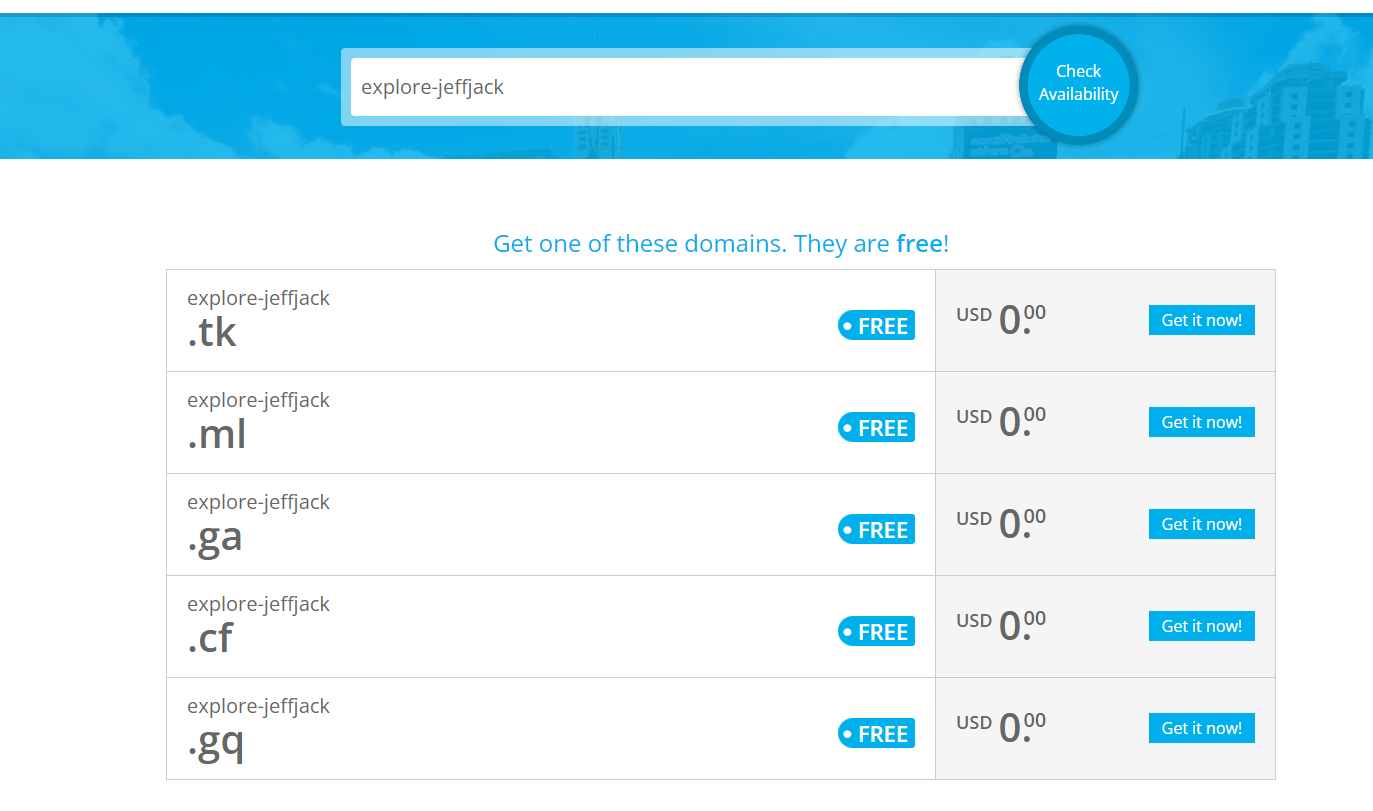 explore-jeffjack
Check
Availability
Get one of these domains. They are free!
explore-jeffjack
.tk
FREE
USD 0.00
Get it now!
explore-jeffjack
.ml
FREE
USD 0.00
Get it now!
explore-jeffjack
.ga
FREE
USD 0.00
Get it now!
explore-jeffjack
.cf
FREE
USD 0.00
Get it now!
explore-jeffjack
.gq
FREE
USD 0.00
Get it now!